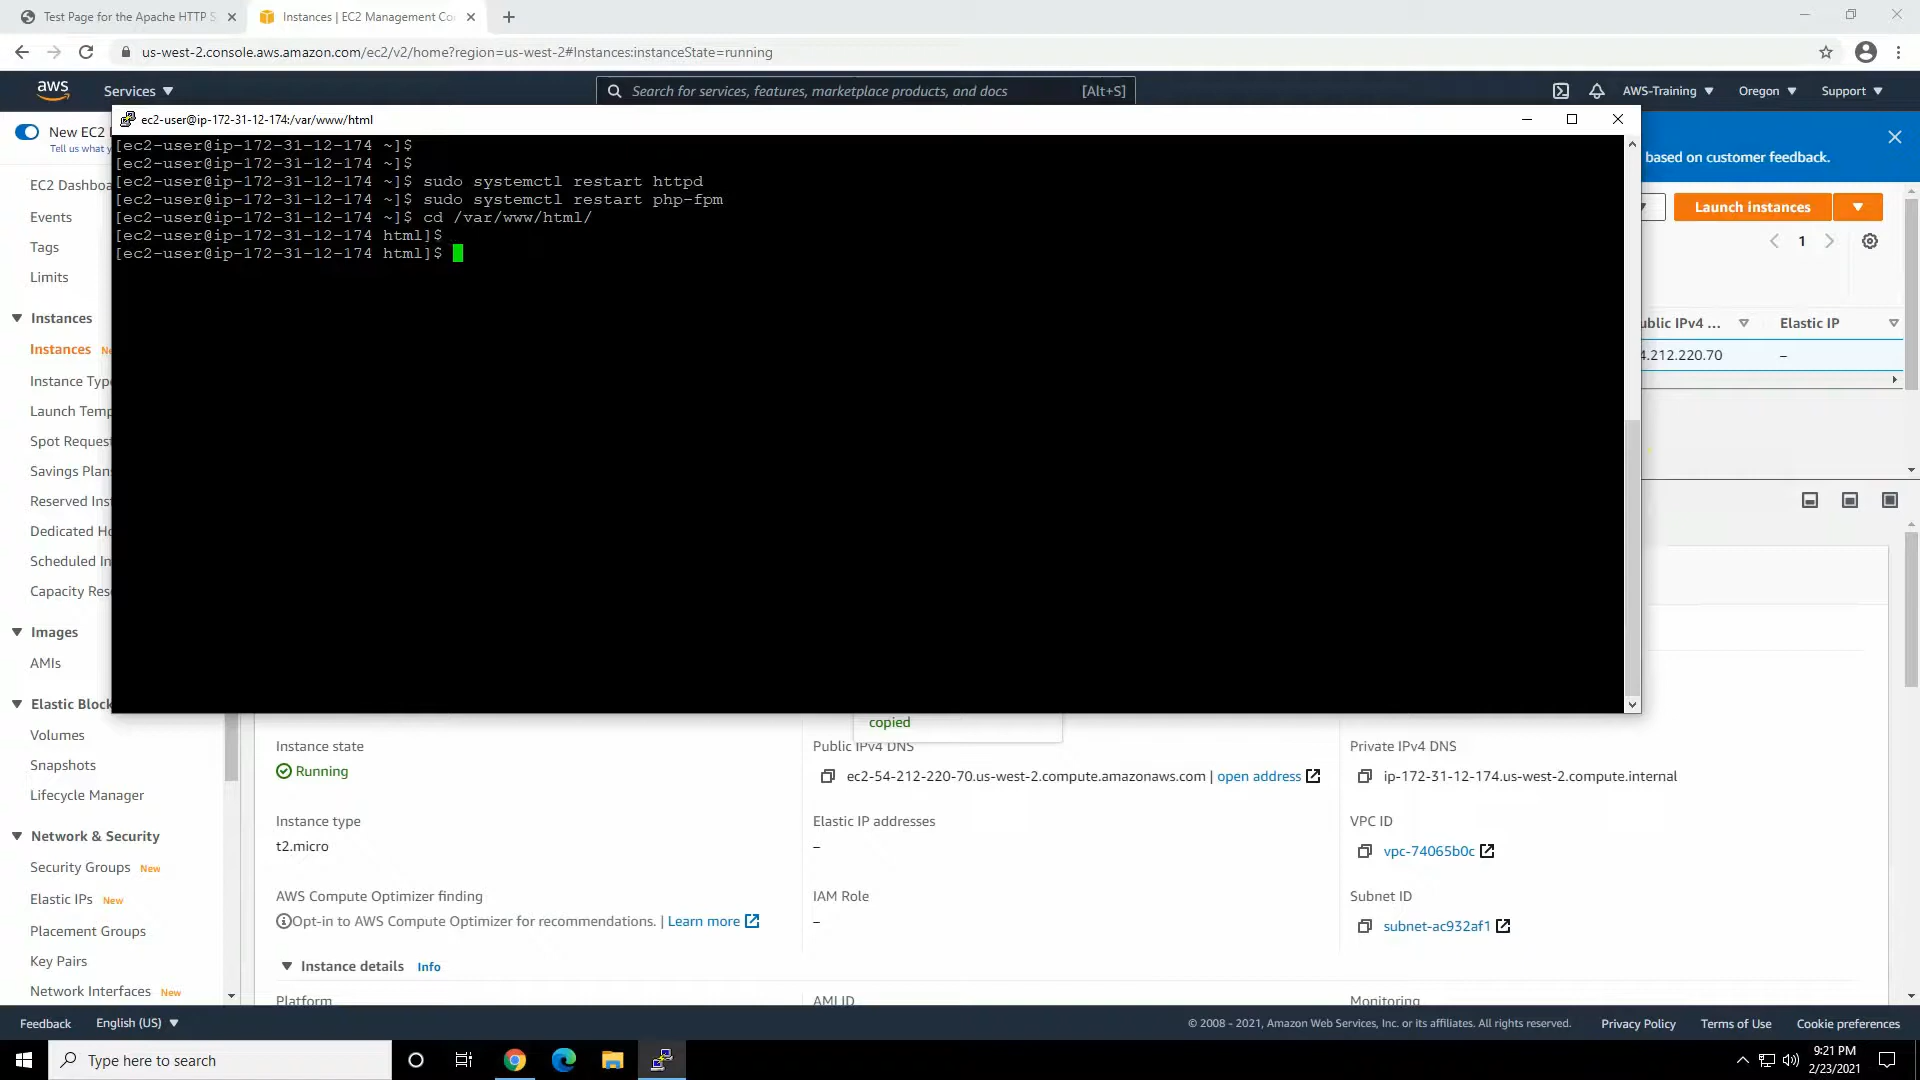 Test Page for the Apache HTTP S
Instances | EC2 Management Co
us-west-2.console.aws.amazon.com/ec2/v2/home?region=us-west-2#Instances:instanceState=running
aws
Services
Search for services, features, marketplace products, and docs
[Alt+S]
AWS-Training
Oregon
Support
ec2-user@ip-172-31-12-174:/var/www/html
[ec2-user@ip-172-31-12-174 ~]$
[ec2-user@ip-172-31-12-174 ~]$
[ec2-user@ip-172-31-12-174 ~]$ sudo systemctl restart httpd
[ec2-user@ip-172-31-12-174 ~]$ sudo systemctl restart php-fpm
[ec2-user@ip-172-31-12-174 ~]$ cd /var/www/html/
[ec2-user@ip-172-31-12-174 html]$
[ec2-user@ip-172-31-12-174 html]$
New EC2
Tell us what
based on customer feedback.
EC2 Dashboa
Events
Tags
Limits
Instances
Instances
Instance Typ
Launch Temp
Spot Request
Savings Plan
Reserved Ins
Dedicated Ho
Scheduled In
Capacity Res
Images
AMIs
Elastic Block
Volumes
Snapshots
Lifecycle Manager
Network & Security
Security Groups New
Elastic IPs New
Placement Groups
Key Pairs
Network Interfaces New
Launch instances
1
ublic IPv4 ...
Elastic IP
4.212.220.70
–
copied
Instance state
Running
Public IPv4 DNS
ec2-54-212-220-70.us-west-2.compute.amazonaws.com | open address
Private IPv4 DNS
ip-172-31-12-174.us-west-2.compute.internal
Instance type
t2.micro
Elastic IP addresses
–
VPC ID
vpc-74065b0c
AWS Compute Optimizer finding
Opt-in to AWS Compute Optimizer for recommendations. | Learn more
IAM Role
–
Subnet ID
subnet-ac932af1
Instance details Info
Platform
AMI ID
Monitoring
Feedback
English (US)
© 2008 - 2021, Amazon Web Services, Inc. or its affiliates. All rights reserved.
Privacy Policy
Terms of Use
Cookie preferences
Type here to search
9:21 PM
2/23/2021